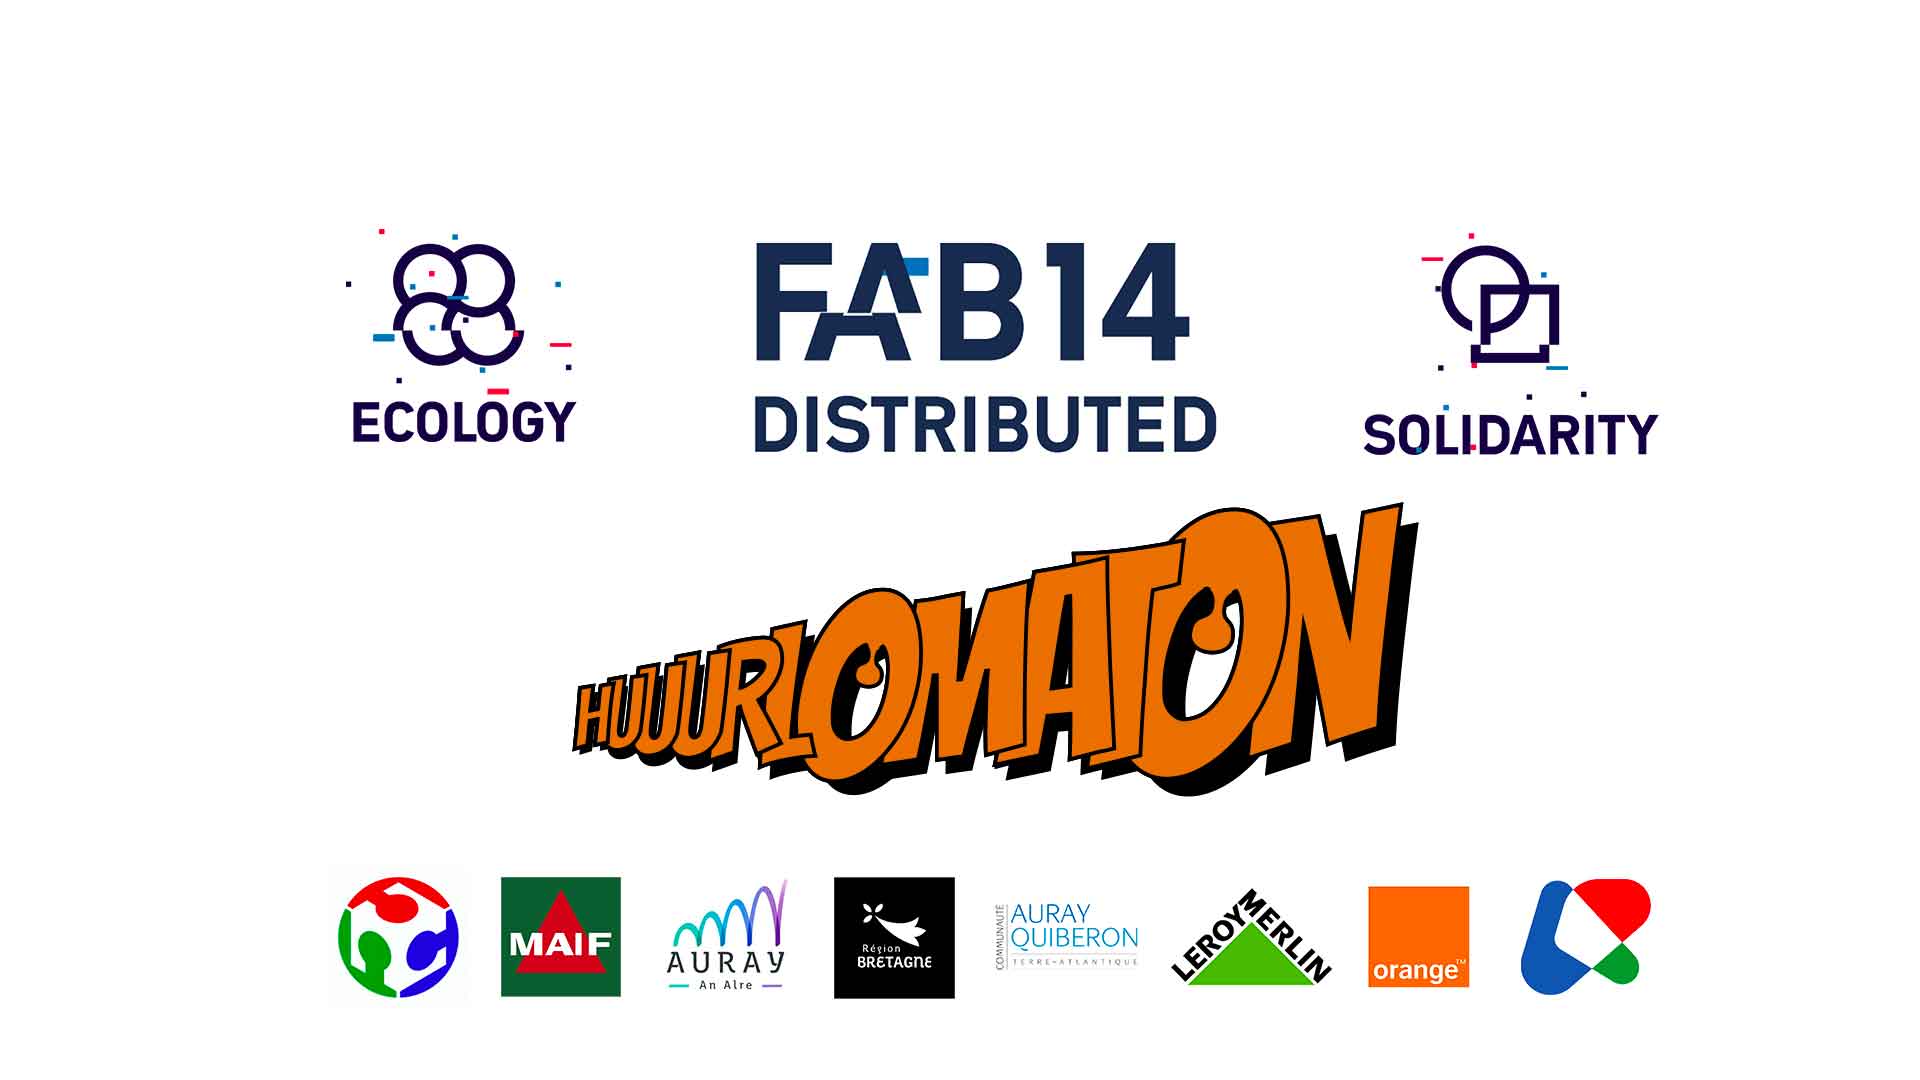 FAB14
DISTRIBUTED
ECOLOGY
SOLIDARITY
HUUURLOMATON
MAIF
AURAY
An Alre
Région
BRETAGNE
COMMUNAUTÉ
AURAY
QUIBERON
TERRE-ATLANTIQUE
LEROY MERLIN
orange™